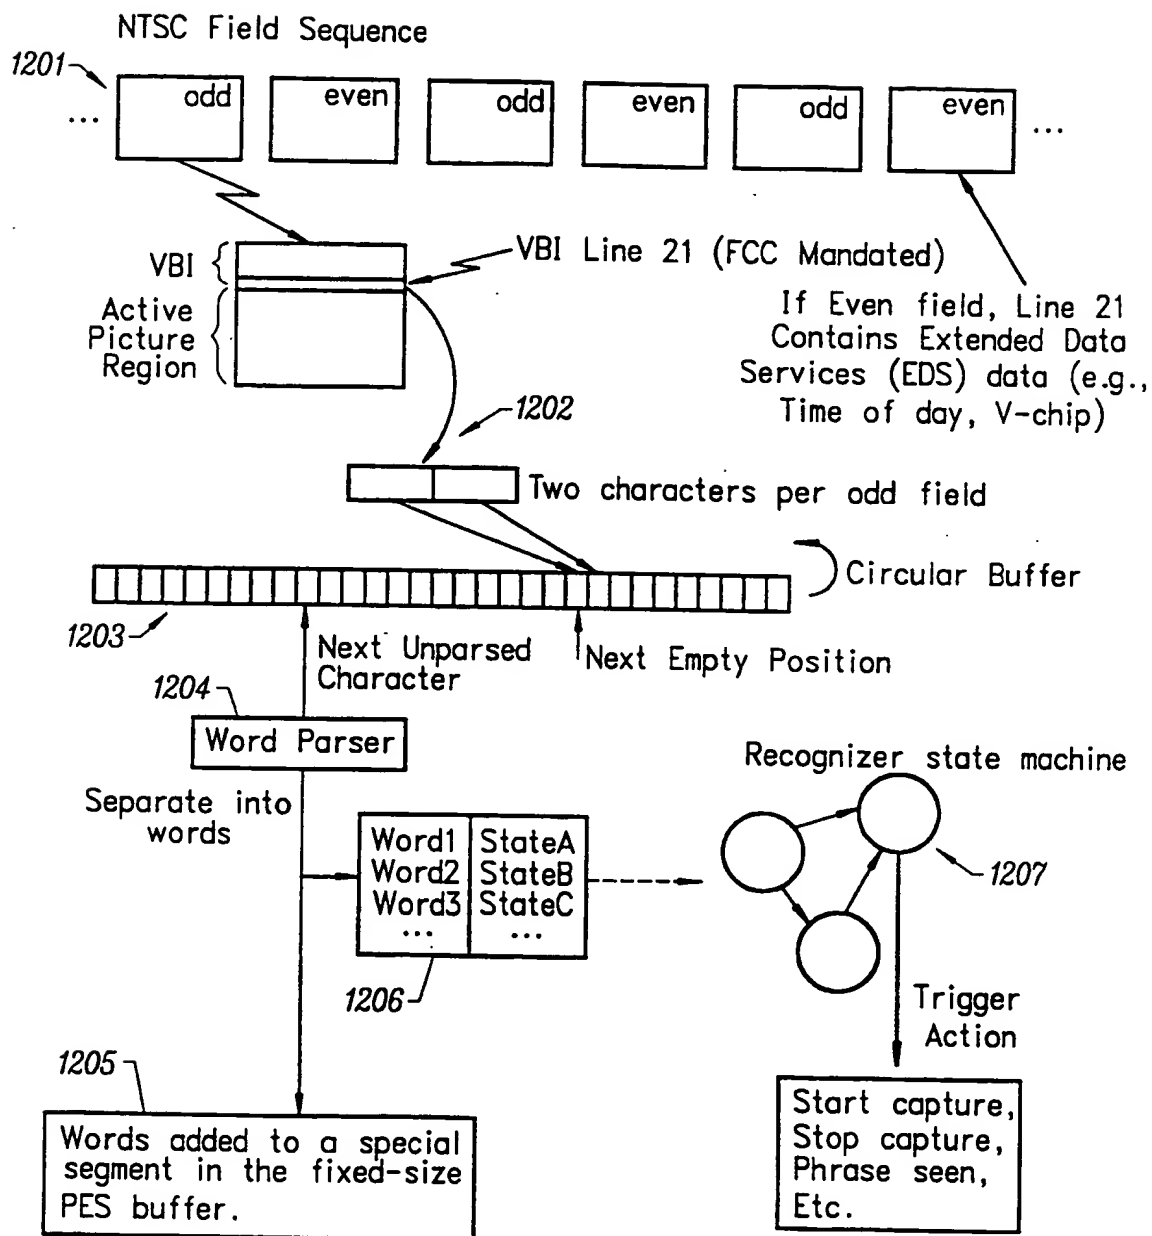 NTSC Field Sequence
1201
... odd even odd even odd even ...
VBI
VBI Line 21 (FCC Mandated)
Active
Picture
Region
If Even field, Line 21
Contains Extended Data
Services (EDS) data (e.g.,
Time of day, V-chip)
1202
Two characters per odd field
Circular Buffer
1203
Next Unparsed
Character
Next Empty Position
1204
Word Parser
Separate into
words
Word1 StateA
Word2 StateB
Word3 StateC
... ...
1206
Recognizer state machine
1207
Trigger
Action
1205
Words added to a special
segment in the fixed-size
PES buffer.
Start capture,
Stop capture,
Phrase seen,
Etc.